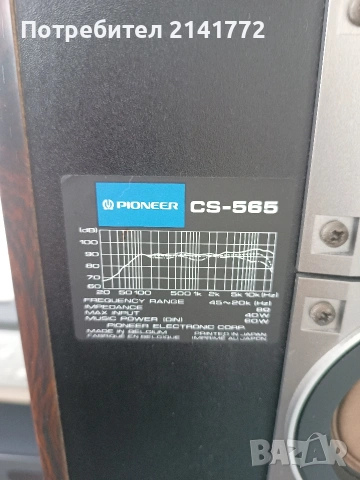 Потребител 2141772
PIONEER CS-565
(dB)
100
90
80
70
60
20 50 100 500 1k 2k 5k 10k (Hz)
FREQUENCY RANGE 45~20k (Hz)
IMPEDANCE 8Ω
MAX INPUT 40W
MUSIC POWER (DIN) 60W
PIONEER ELECTRONIC CORP.
MADE IN BELGIUM PRINTED IN JAPAN
FABRIQUÉ EN BELGIQUE IMPRIMÉ AU JAPON
BAZAR